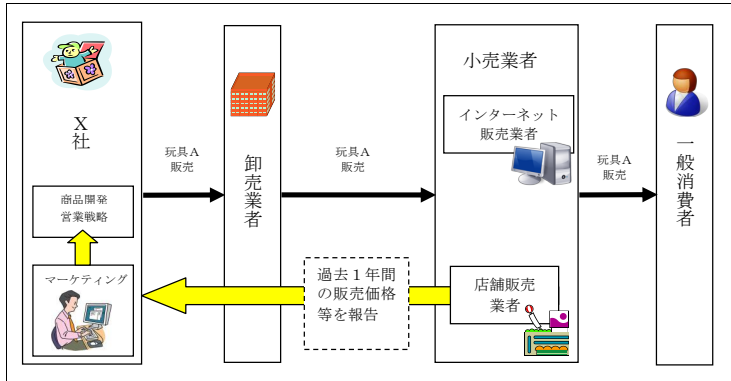 X社
商品開発
営業戦略
マーケティング
玩具A
販売
卸売業者
玩具A
販売
過去１年間
の販売価格
等を報告
小売業者
インターネット
販売業者
店舗販売
業者
玩具A
販売
一般消費者